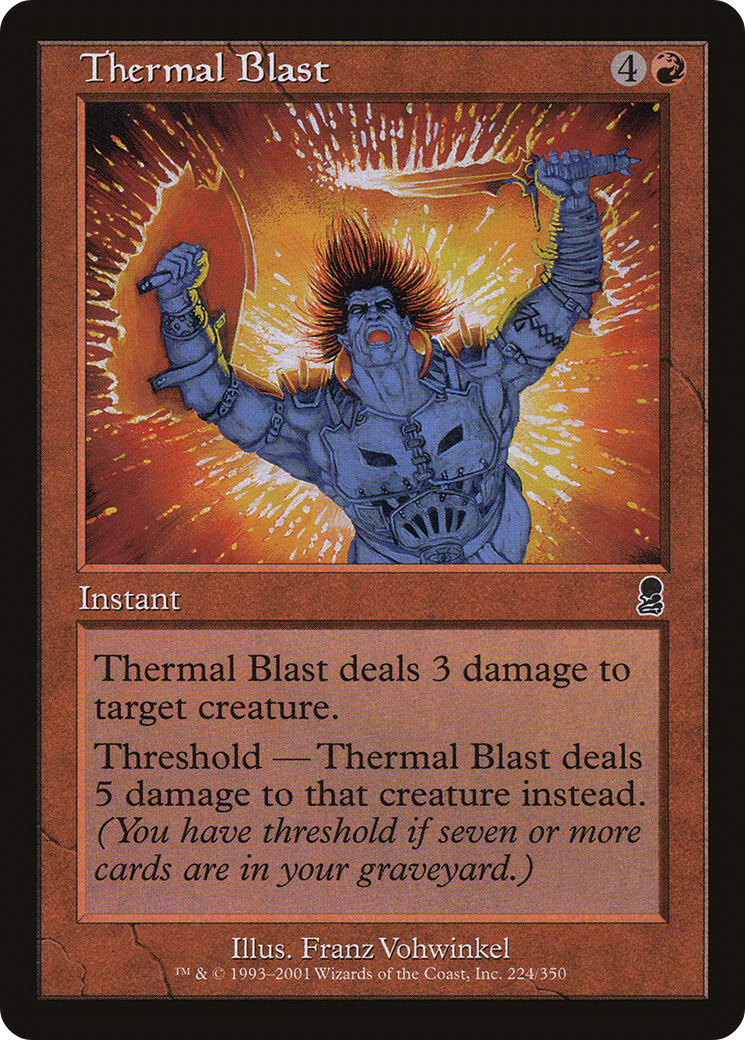 Thermal Blast 4
Instant
Thermal Blast deals 3 damage to
target creature.
Threshold — Thermal Blast deals
5 damage to that creature instead.
(You have threshold if seven or more
cards are in your graveyard.)
Illus. Franz Vohwinkel
™ & © 1993–2001 Wizards of the Coast, Inc. 224/350